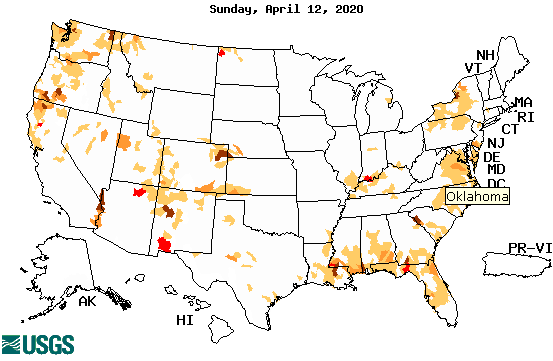 Sunday, April 12, 2020
NH
VT
MA
RI
CT
NJ
DE
MD
DC
Oklahoma
PR-VI
AK
HI
USGS